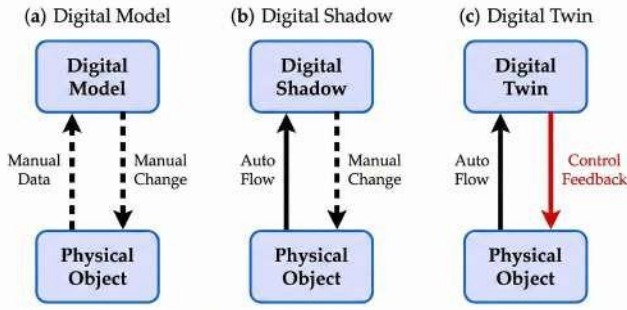 (a) Digital Model
Digital
Model
Manual
Data
Manual
Change
Physical
Object
(b) Digital Shadow
Digital
Shadow
Auto
Flow
Manual
Change
Physical
Object
(c) Digital Twin
Digital
Twin
Auto
Flow
Control
Feedback
Physical
Object